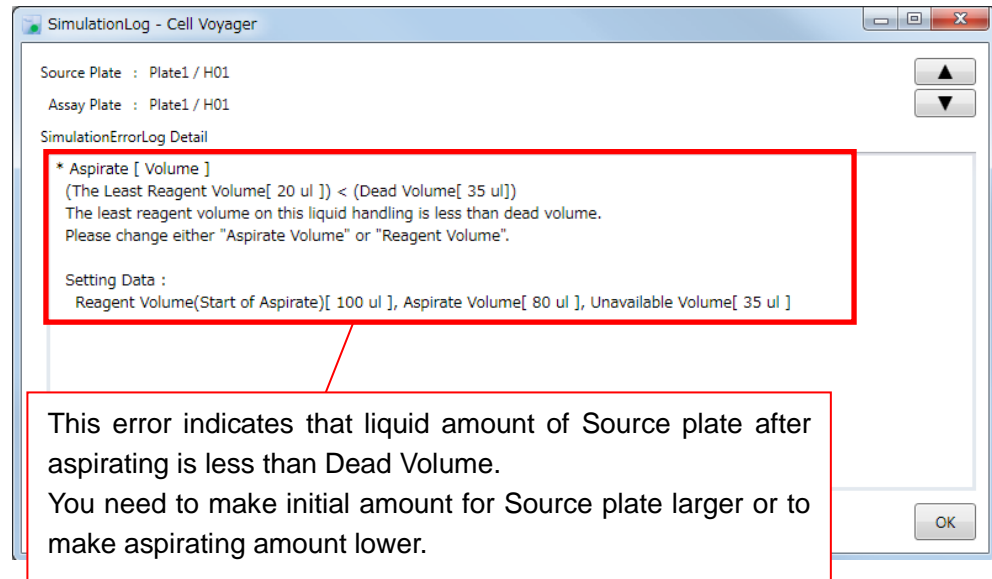 SimulationLog - Cell Voyager
Source Plate : Plate1 / H01
Assay Plate : Plate1 / H01
SimulationErrorLog Detail
* Aspirate [ Volume ]
(The Least Reagent Volume[ 20 ul ]) < (Dead Volume[ 35 ul])
The least reagent volume on this liquid handling is less than dead volume.
Please change either "Aspirate Volume" or "Reagent Volume".
Setting Data :
Reagent Volume(Start of Aspirate)[ 100 ul ], Aspirate Volume[ 80 ul ], Unavailable Volume[ 35 ul ]
This error indicates that liquid amount of Source plate after
aspirating is less than Dead Volume.
You need to make initial amount for Source plate larger or to
make aspirating amount lower.
OK